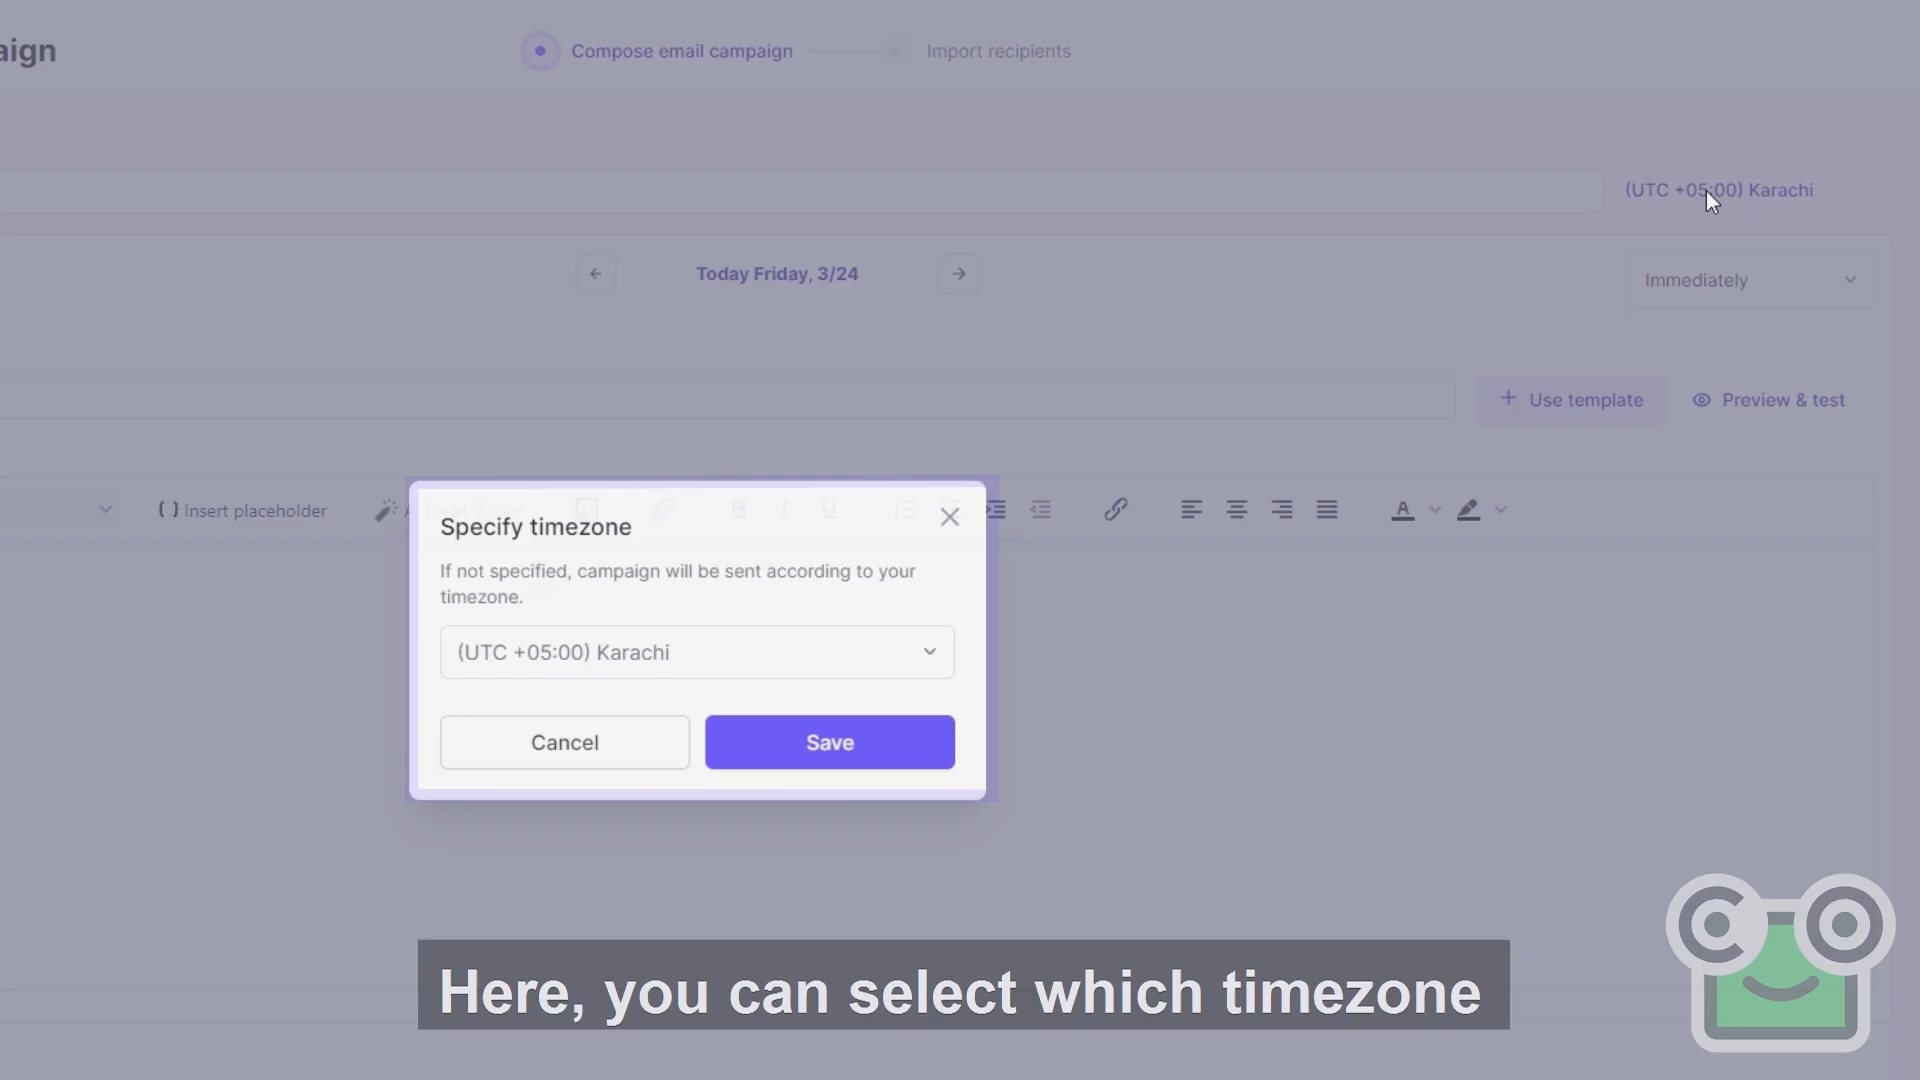 aign
Compose email campaign
Import recipients
(UTC +05:00) Karachi
Today Friday, 3/24
Immediately
Use template
Preview & test
{ } Insert placeholder
Specify timezone
If not specified, campaign will be sent according to your
timezone.
(UTC +05:00) Karachi
Cancel
Save
Here, you can select which timezone